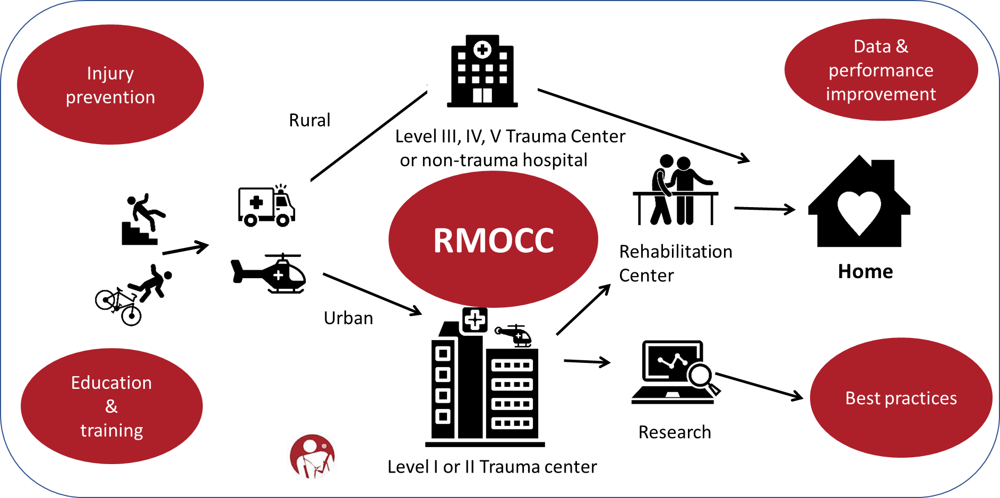 Injury
prevention
Data &
performance
improvement
Rural
Level III, IV, V Trauma Center
or non-trauma hospital
RMOCC
Rehabilitation
Center
Home
Urban
Education
&
training
Best practices
Research
Level I or II Trauma center